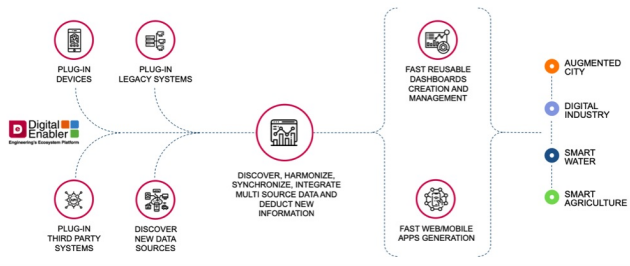 PLUG-IN
DEVICES
PLUG-IN
LEGACY SYSTEMS
Digital
Enabler
Engineering's Ecosystem Platform
PLUG-IN
THIRD PARTY
SYSTEMS
DISCOVER
NEW DATA
SOURCES
DISCOVER, HARMONIZE,
SYNCHRONIZE, INTEGRATE
MULTI SOURCE DATA AND
DEDUCT NEW
INFORMATION
FAST REUSABLE
DASHBOARDS
CREATION AND
MANAGEMENT
FAST WEB/MOBILE
APPS GENERATION
AUGMENTED
CITY
DIGITAL
INDUSTRY
SMART
WATER
SMART
AGRICULTURE